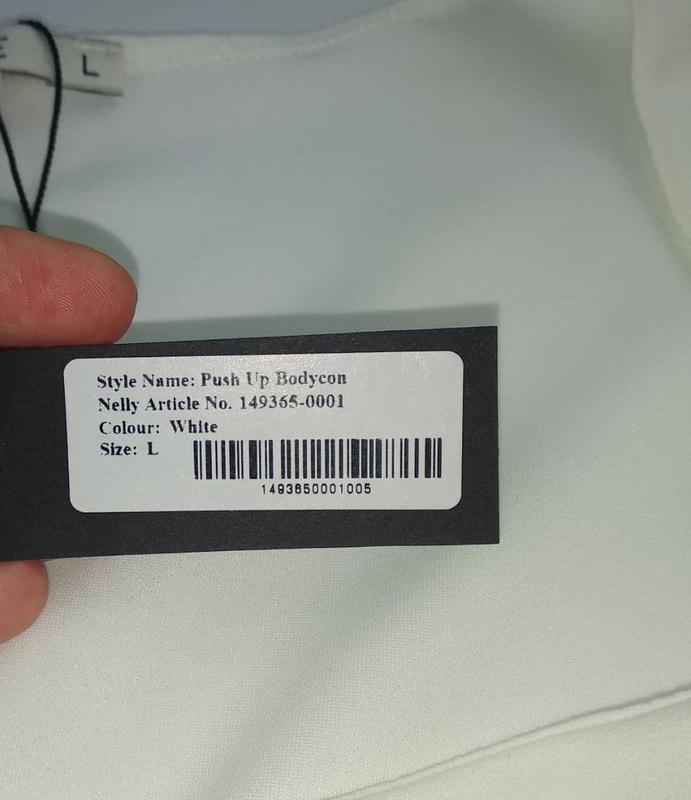 L
Style Name: Push Up Bodycon
Nelly Article No. 149365-0001
Colour: White
Size: L
1493650001005